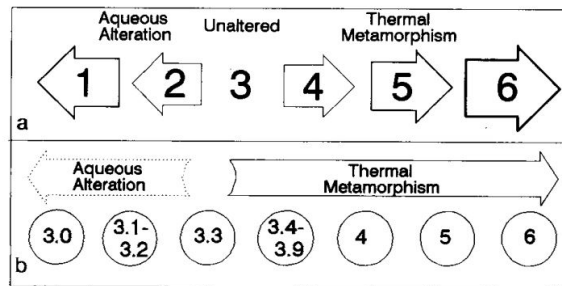 Aqueous Alteration
Unaltered
Thermal Metamorphism
1 2 3 4 5 6
a
Aqueous Alteration
Thermal Metamorphism
3.0 3.1-3.2 3.3 3.4-3.9 4 5 6
b